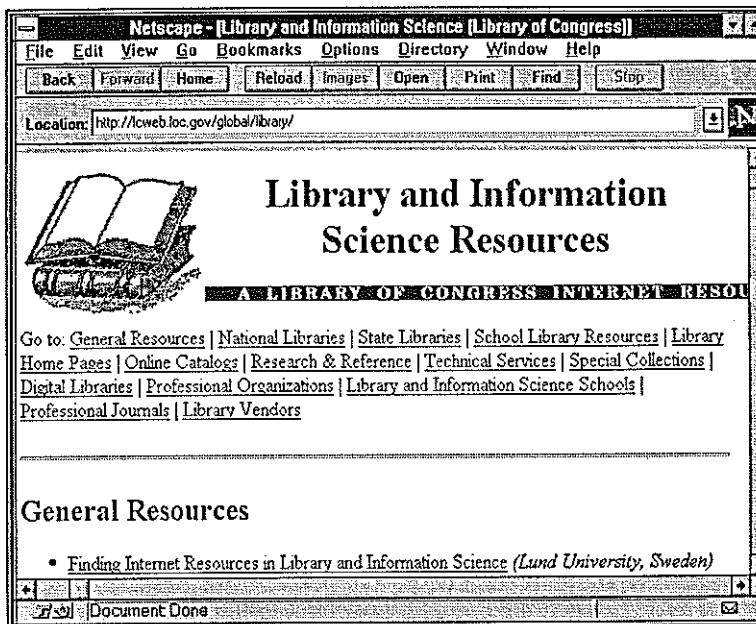 Netscape - [Library and Information Science (Library of Congress)]
File Edit View Go Bookmarks Options Directory Window Help
Back Forward Home Reload Images Open Print Find Stop
Location: http://lcweb.loc.gov/global/library/ N
Library and Information
Science Resources
A LIBRARY OF CONGRESS INTERNET RESOU
Go to: General Resources | National Libraries | State Libraries | School Library Resources | Library
Home Pages | Online Catalogs | Research & Reference | Technical Services | Special Collections |
Digital Libraries | Professional Organizations | Library and Information Science Schools |
Professional Journals | Library Vendors
General Resources
• Finding Internet Resources in Library and Information Science (Lund University, Sweden)
Document Done